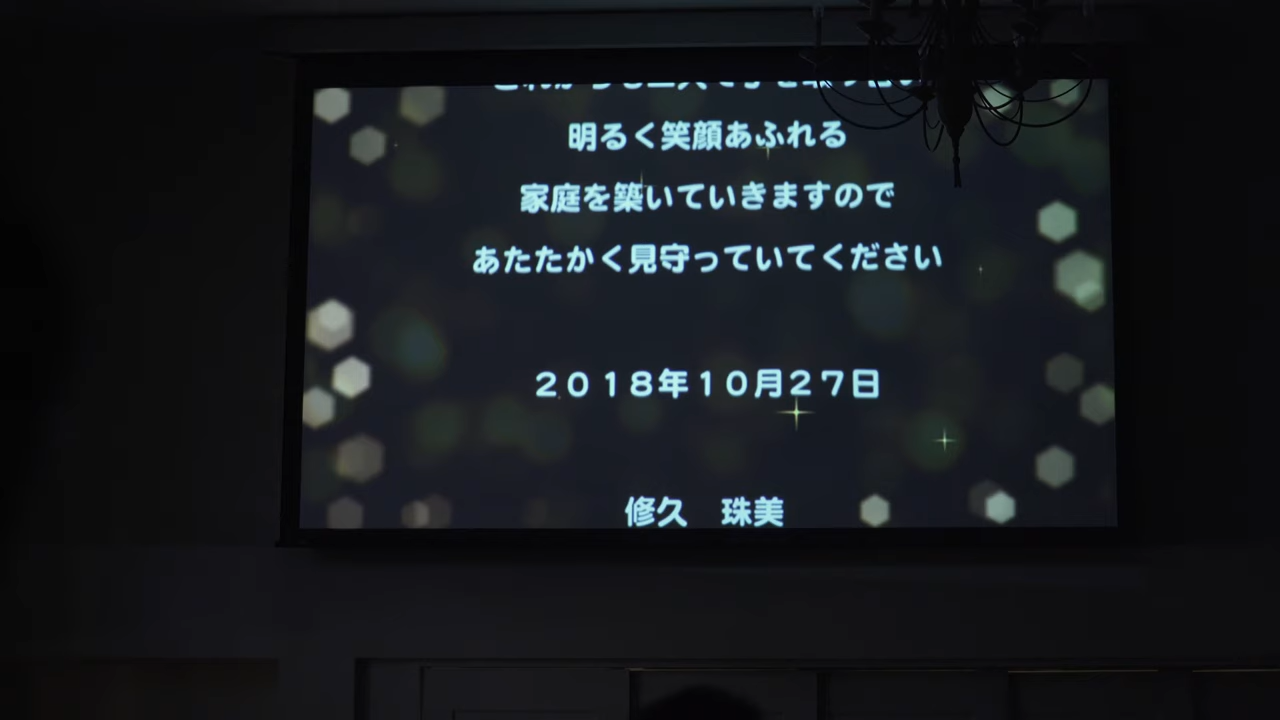 明るく笑顔あふれる
家庭を築いていきますので
あたたかく見守っていてください
2018年10月27日
修久　珠美